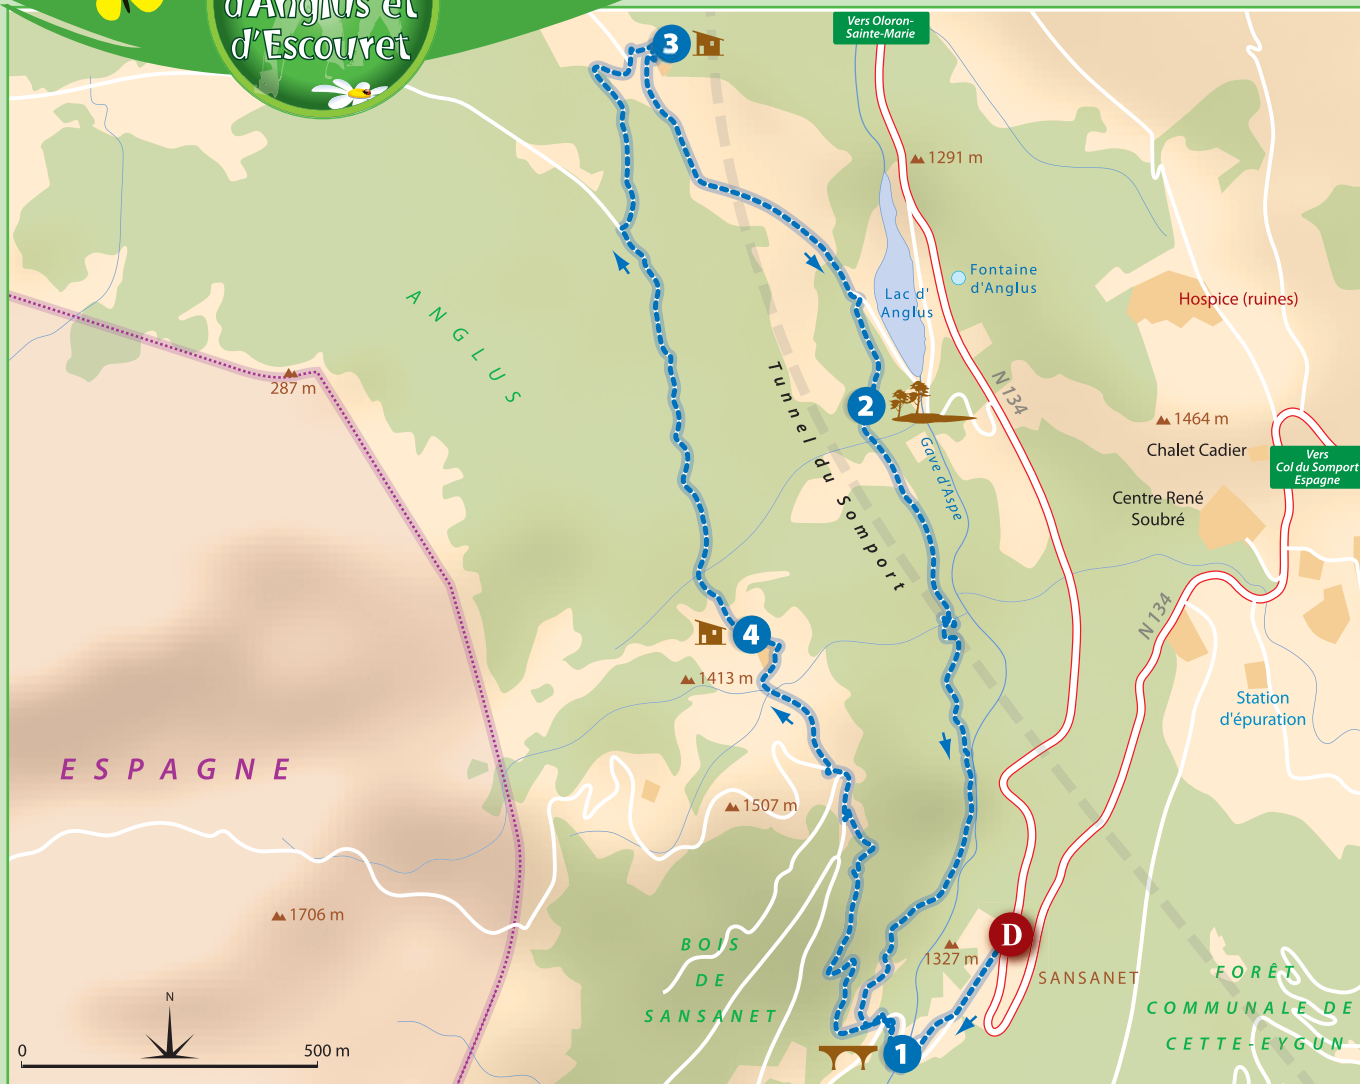 d'Anglus et
d'Escouret
3
Vers Oloron-
Sainte-Marie
1291 m
Fontaine
d'Anglus
Lac d'
Anglus
Hospice (ruines)
ANGLUS
287 m
Tunnel du Somport
2
N 134
1464 m
Chalet Cadier
Vers
Col du Somport
Espagne
Gave d'Aspe
Centre René
Soubré
N 134
4
1413 m
Station
d'épuration
ESPAGNE
1507 m
1706 m
BOIS
DE
SANSANET
D
1327 m
SANSANET
FORÊT
COMMUNALE DE
CETTE-EYGUN
N
0
500 m
1